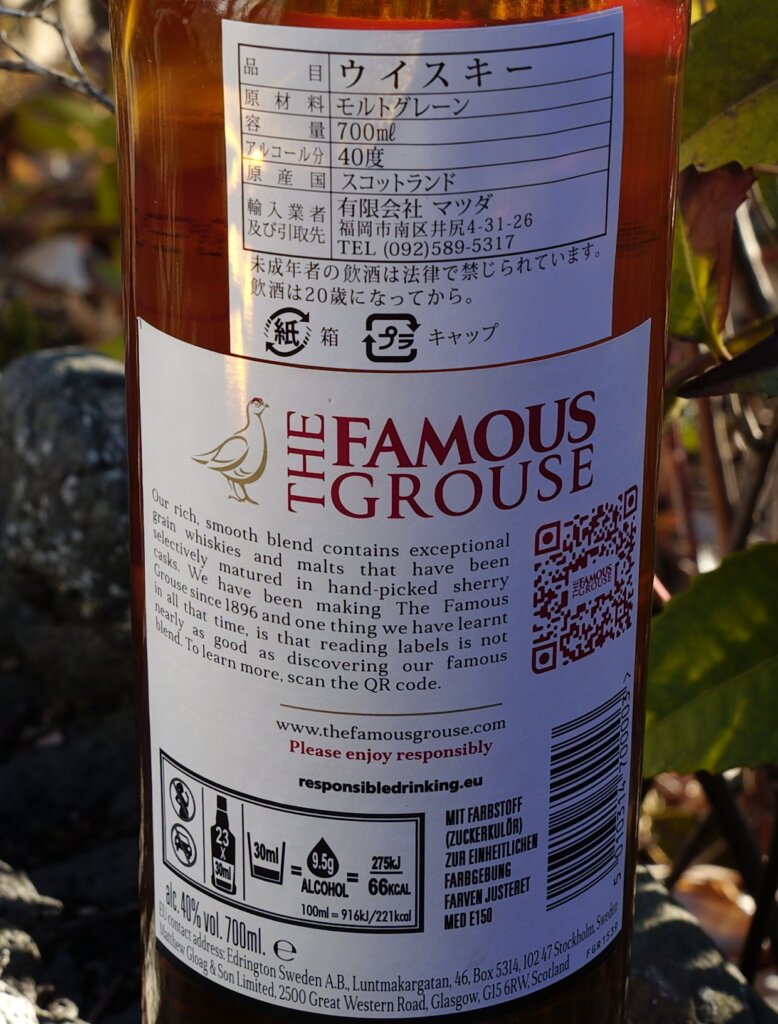 品目 ウイスキー
原材料 モルトグレーン
容量 700㎖
アルコール分 40度
原産国 スコットランド
輸入業者及び引取先 有限会社 マツダ
福岡市南区井尻4-31-26
TEL (092)589-5317
未成年者の飲酒は法律で禁じられています。
飲酒は20歳になってから。
紙 箱 プラ キャップ
THE FAMOUS
GROUSE
Our rich, smooth blend contains exceptional
grain whiskies and malts that have been
selectively matured in hand-picked sherry
casks. We have been making The Famous
Grouse since 1896 and one thing we have learnt
in all that time, is that reading labels is not
nearly as good as discovering our famous
blend. To learn more, scan the QR code.
THE FAMOUS
GROUSE
www.thefamousgrouse.com
Please enjoy responsibly
responsibledrinking.eu
23
x
30ml
30ml = 9.5g ALCOHOL = 275kJ
66KCAL
100ml = 916kJ/221kcal
MIT FARBSTOFF
(ZUCKERKULÖR)
ZUR EINHEITLICHEN
FARBGEBUNG
FARVEN JUSTERET
MED E150
5 010314 700003 >
alc. 40% vol. 700ml. ℮
EU contact address: Edrington Sweden A.B., Luntmakargatan, 46, Box 5314, 102 47 Stockholm, Sweden
Matthew Gloag & Son Limited, 2500 Great Western Road, Glasgow, G15 6RW, Scotland
FGR1539